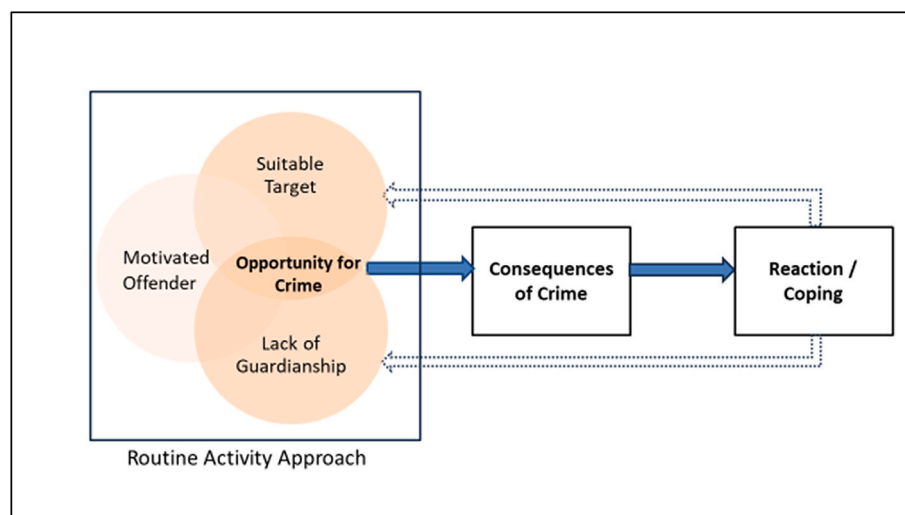 Suitable
Target
Motivated
Offender
Opportunity for
Crime
Lack of
Guardianship
Consequences
of Crime
Reaction /
Coping
Routine Activity Approach